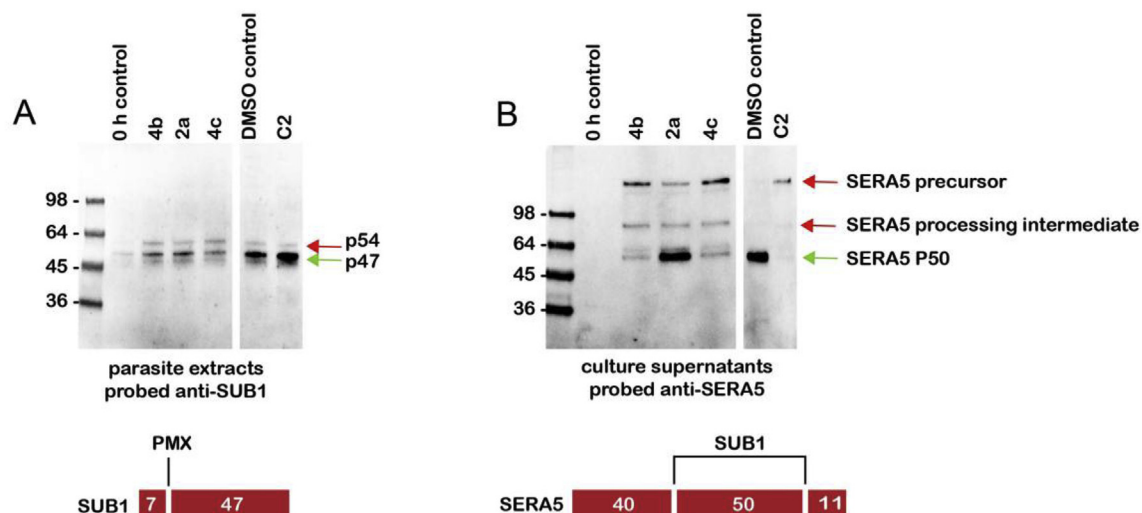 A
0 h control
4b
2a
4c
DMSO control
C2
98 -
64 -
45 -
36 -
p54
p47
parasite extracts
probed anti-SUB1
PMX
SUB1 7 47
B
0 h control
4b
2a
4c
DMSO control
C2
98 -
64 -
45 -
36 -
SERA5 precursor
SERA5 processing intermediate
SERA5 P50
culture supernatants
probed anti-SERA5
SUB1
SERA5 40 50 11